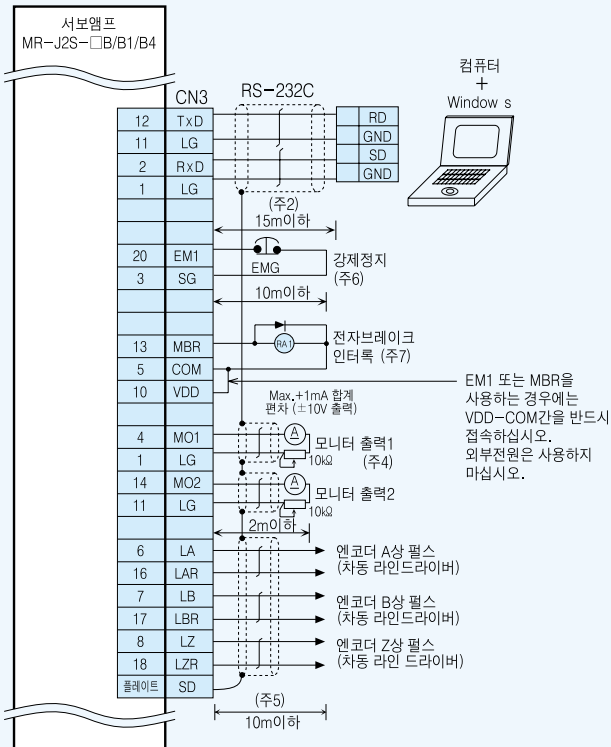 서보앰프
MR-J2S-□B/B1/B4
컴퓨터
+
Window s
CN3
RS-232C
12 TxD
11 LG
2 RxD
1 LG
RD
GND
SD
GND
(주2)
15m이하
20 EM1
3 SG
EMG
강제정지
(주6)
10m이하
13 MBR
5 COM
10 VDD
RA1
전자브레이크
인터록 (주7)
EM1 또는 MBR을
사용하는 경우에는
VDD-COM간을 반드시
접속하십시오.
외부전원은 사용하지
마십시오.
Max.+1mA 합계
편차 (±10V 출력)
4 MO1
1 LG
14 MO2
11 LG
A
10kΩ
모니터 출력1
(주4)
A
10kΩ
모니터 출력2
2m이하
6 LA
16 LAR
7 LB
17 LBR
8 LZ
18 LZR
플레이트 SD
엔코더 A상 펄스
(차동 라인드라이버)
엔코더 B상 펄스
(차동 라인드라이버)
엔코더 Z상 펄스
(차동 라인 드라이버)
(주5)
10m이하